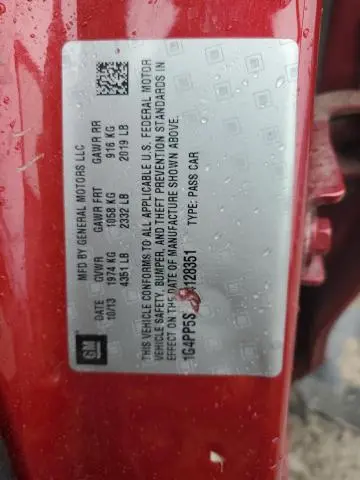 GM
MFD BY GENERAL MOTORS LLC
DATE GVWR GAWR FRT GAWR RR
10/13 1974 KG 1058 KG 916 KG
4351 LB 2332 LB 2019 LB
THIS VEHICLE CONFORMS TO ALL APPLICABLE U.S. FEDERAL MOTOR
VEHICLE SAFETY, BUMPER, AND THEFT PREVENTION STANDARDS IN
EFFECT ON THE DATE OF MANUFACTURE SHOWN ABOVE.
1G4PP5S 128351 TYPE: PASS CAR